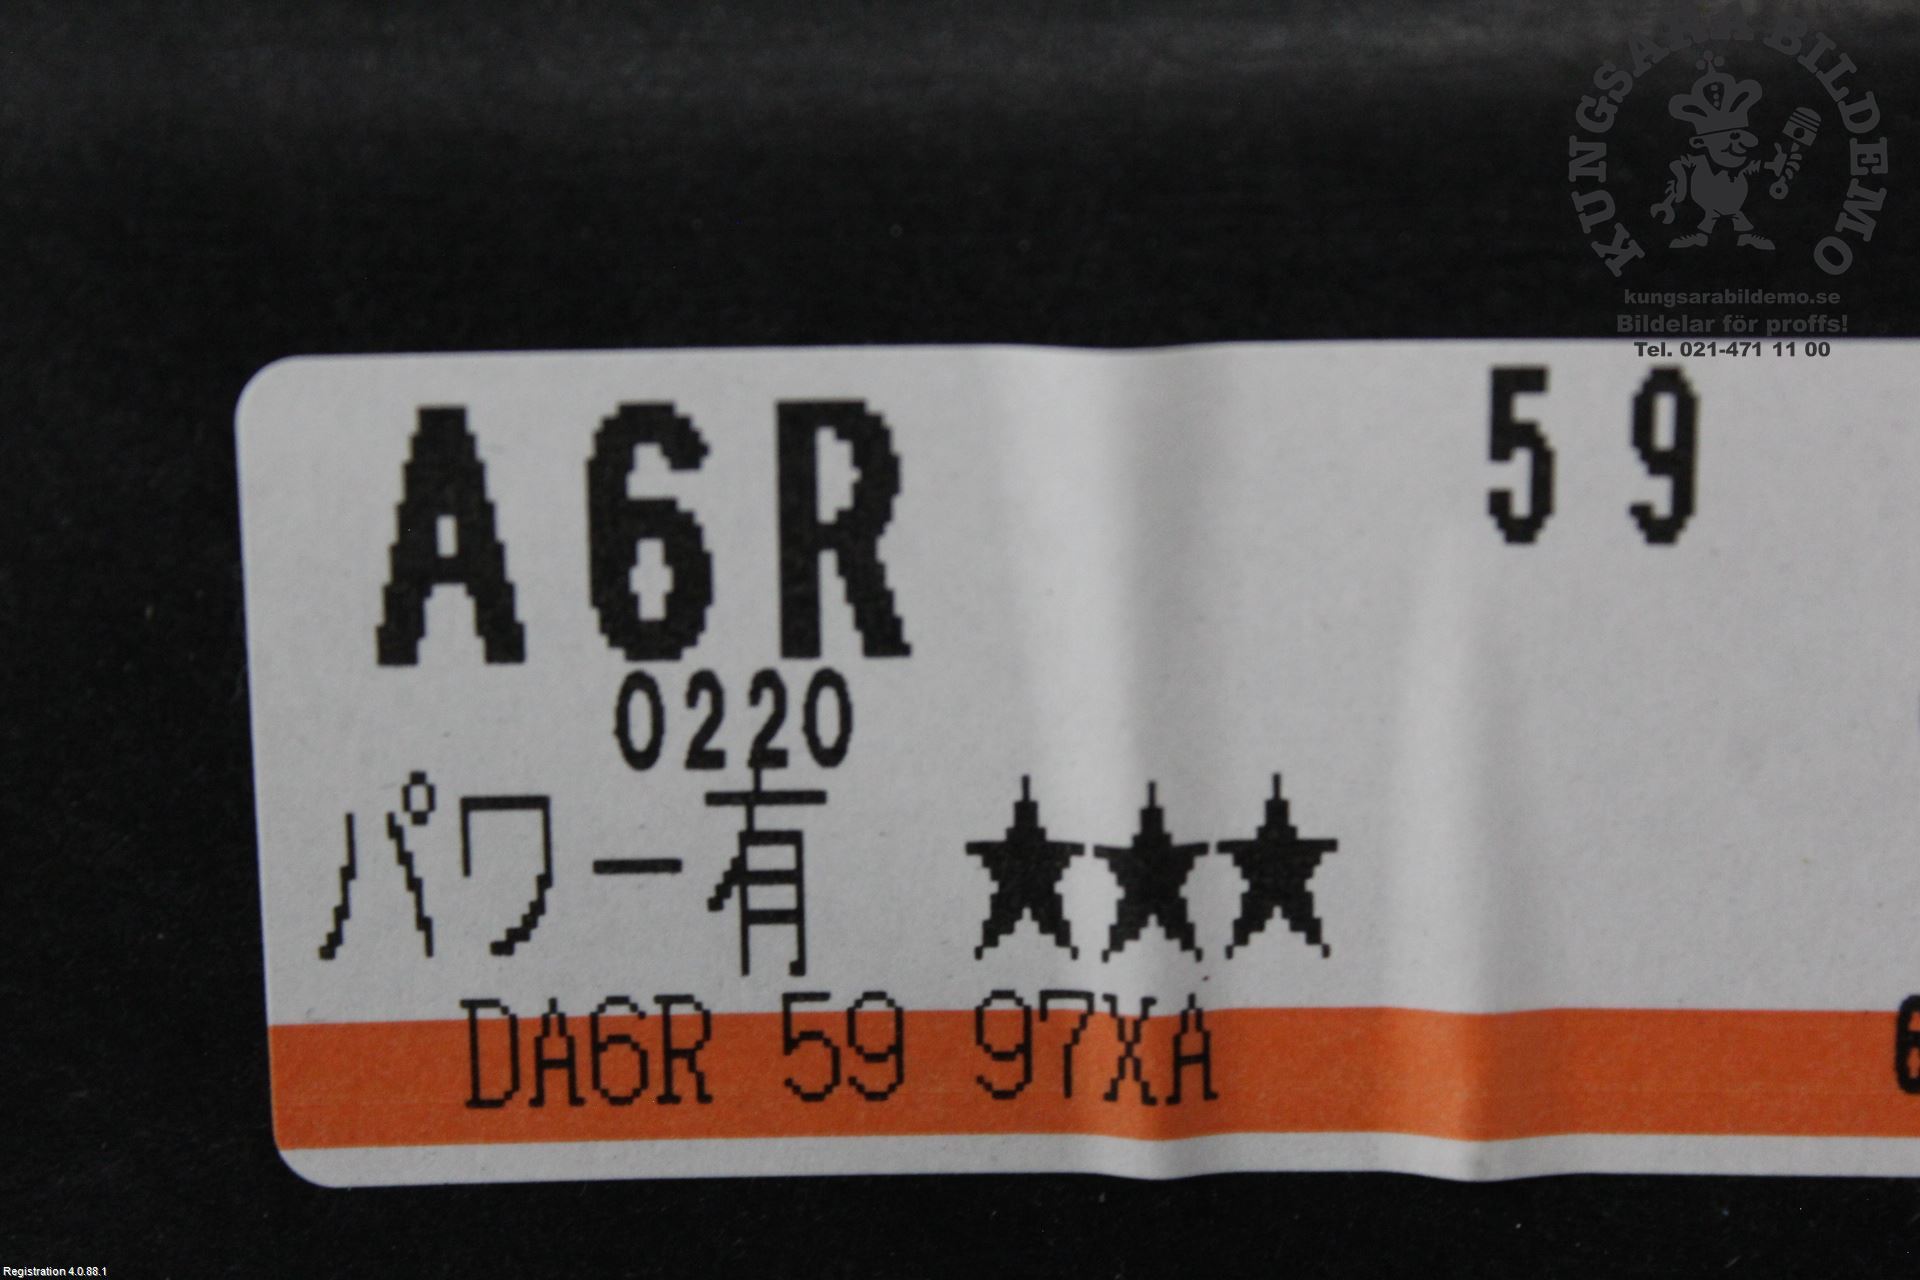 KUNGSARA BILDEMO
kungsarabildemo.se
Bildelar för proffs!
Tel. 021-471 11 00
A6R 59
0220
パワー有 ★★★
DA6R 59 97XA
Registration 4.0.88.1